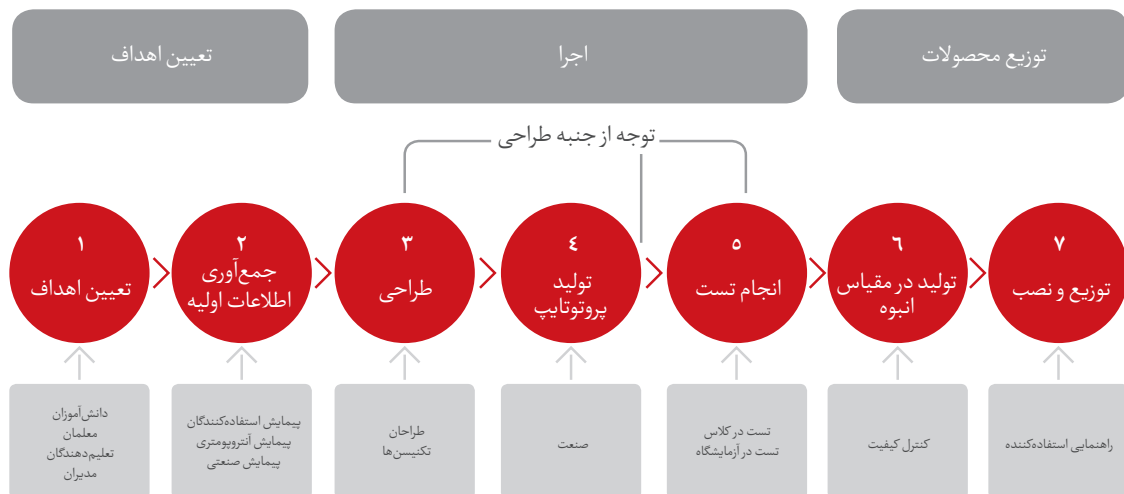 تعیین اهداف
اجرا
توزیع محصولات
توجه از جنبه طراحی
۱
تعیین اهداف
۲
جمع‌آوری
اطلاعات اولیه
۳
طراحی
٤
تولید
پروتوتایپ
۵
انجام تست
٦
تولید در مقیاس
انبوه
۷
توزیع و نصب
دانش‌آموزان
معلمان
تعلیم‌دهندگان
مدیران
پیمایش استفاده‌کنندگان
پیمایش آنتروپومتری
پیمایش صنعتی
طراحان
تکنیسن‌ها
صنعت
تست در کلاس
تست در آزمایشگاه
کنترل کیفیت
راهنمایی استفاده‌کننده